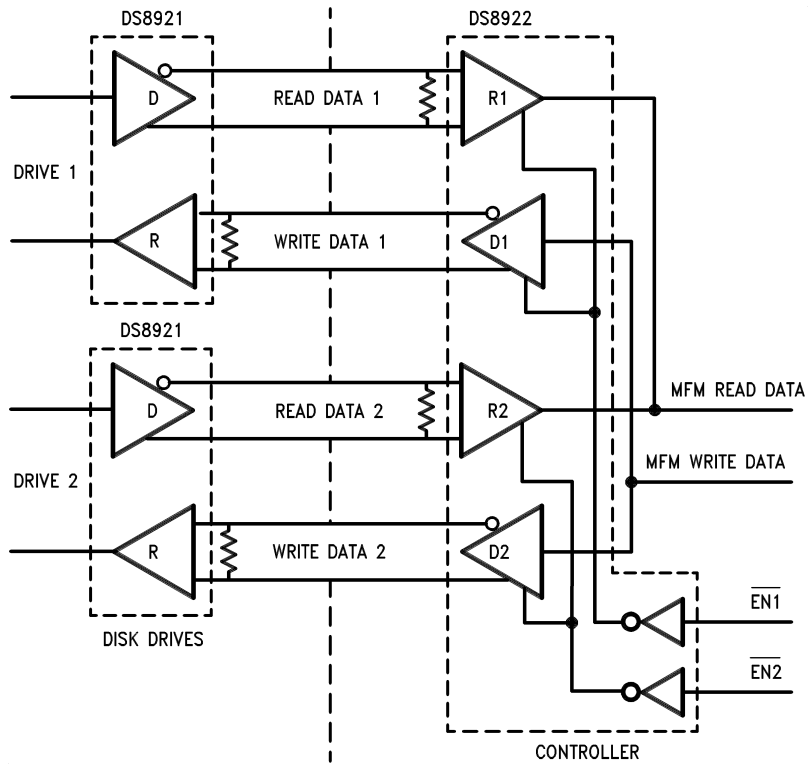 DS8921
DS8922
D
READ DATA 1
R1
DRIVE 1
R
WRITE DATA 1
D1
DS8921
D
READ DATA 2
R2
MFM READ DATA
DRIVE 2
MFM WRITE DATA
R
WRITE DATA 2
D2
EN1
DISK DRIVES
EN2
CONTROLLER